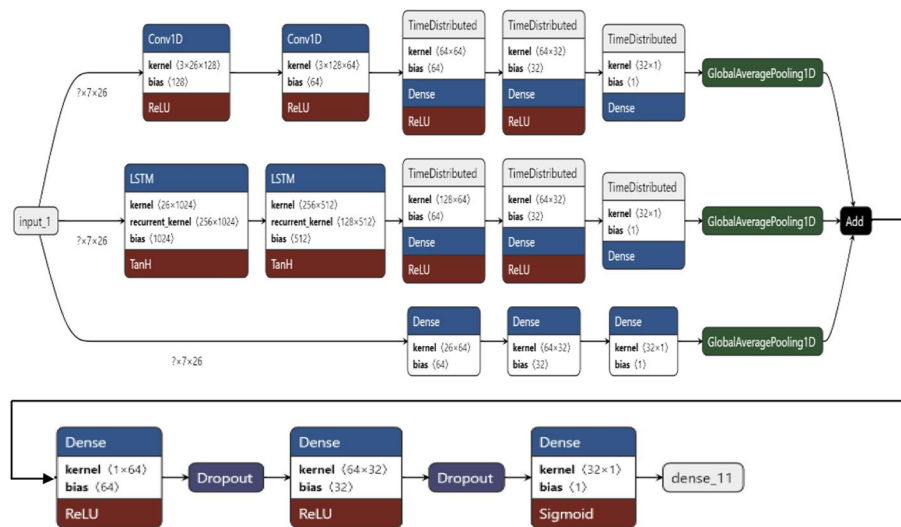 Conv1D
kernel ⟨3×26×128⟩
bias ⟨128⟩
ReLU
Conv1D
kernel ⟨3×128×64⟩
bias ⟨64⟩
ReLU
TimeDistributed
kernel ⟨64×64⟩
bias ⟨64⟩
Dense
ReLU
TimeDistributed
kernel ⟨64×32⟩
bias ⟨32⟩
Dense
ReLU
TimeDistributed
kernel ⟨32×1⟩
bias ⟨1⟩
Dense
GlobalAveragePooling1D
?×7×26
input_1
?×7×26
LSTM
kernel ⟨26×1024⟩
recurrent_kernel ⟨256×1024⟩
bias ⟨1024⟩
TanH
LSTM
kernel ⟨256×512⟩
recurrent_kernel ⟨128×512⟩
bias ⟨512⟩
TanH
TimeDistributed
kernel ⟨128×64⟩
bias ⟨64⟩
Dense
ReLU
TimeDistributed
kernel ⟨64×32⟩
bias ⟨32⟩
Dense
ReLU
TimeDistributed
kernel ⟨32×1⟩
bias ⟨1⟩
Dense
GlobalAveragePooling1D
Add
?×7×26
Dense
kernel ⟨26×64⟩
bias ⟨64⟩
Dense
kernel ⟨64×32⟩
bias ⟨32⟩
Dense
kernel ⟨32×1⟩
bias ⟨1⟩
GlobalAveragePooling1D
Dense
kernel ⟨1×64⟩
bias ⟨64⟩
ReLU
Dropout
Dense
kernel ⟨64×32⟩
bias ⟨32⟩
ReLU
Dropout
Dense
kernel ⟨32×1⟩
bias ⟨1⟩
Sigmoid
dense_11